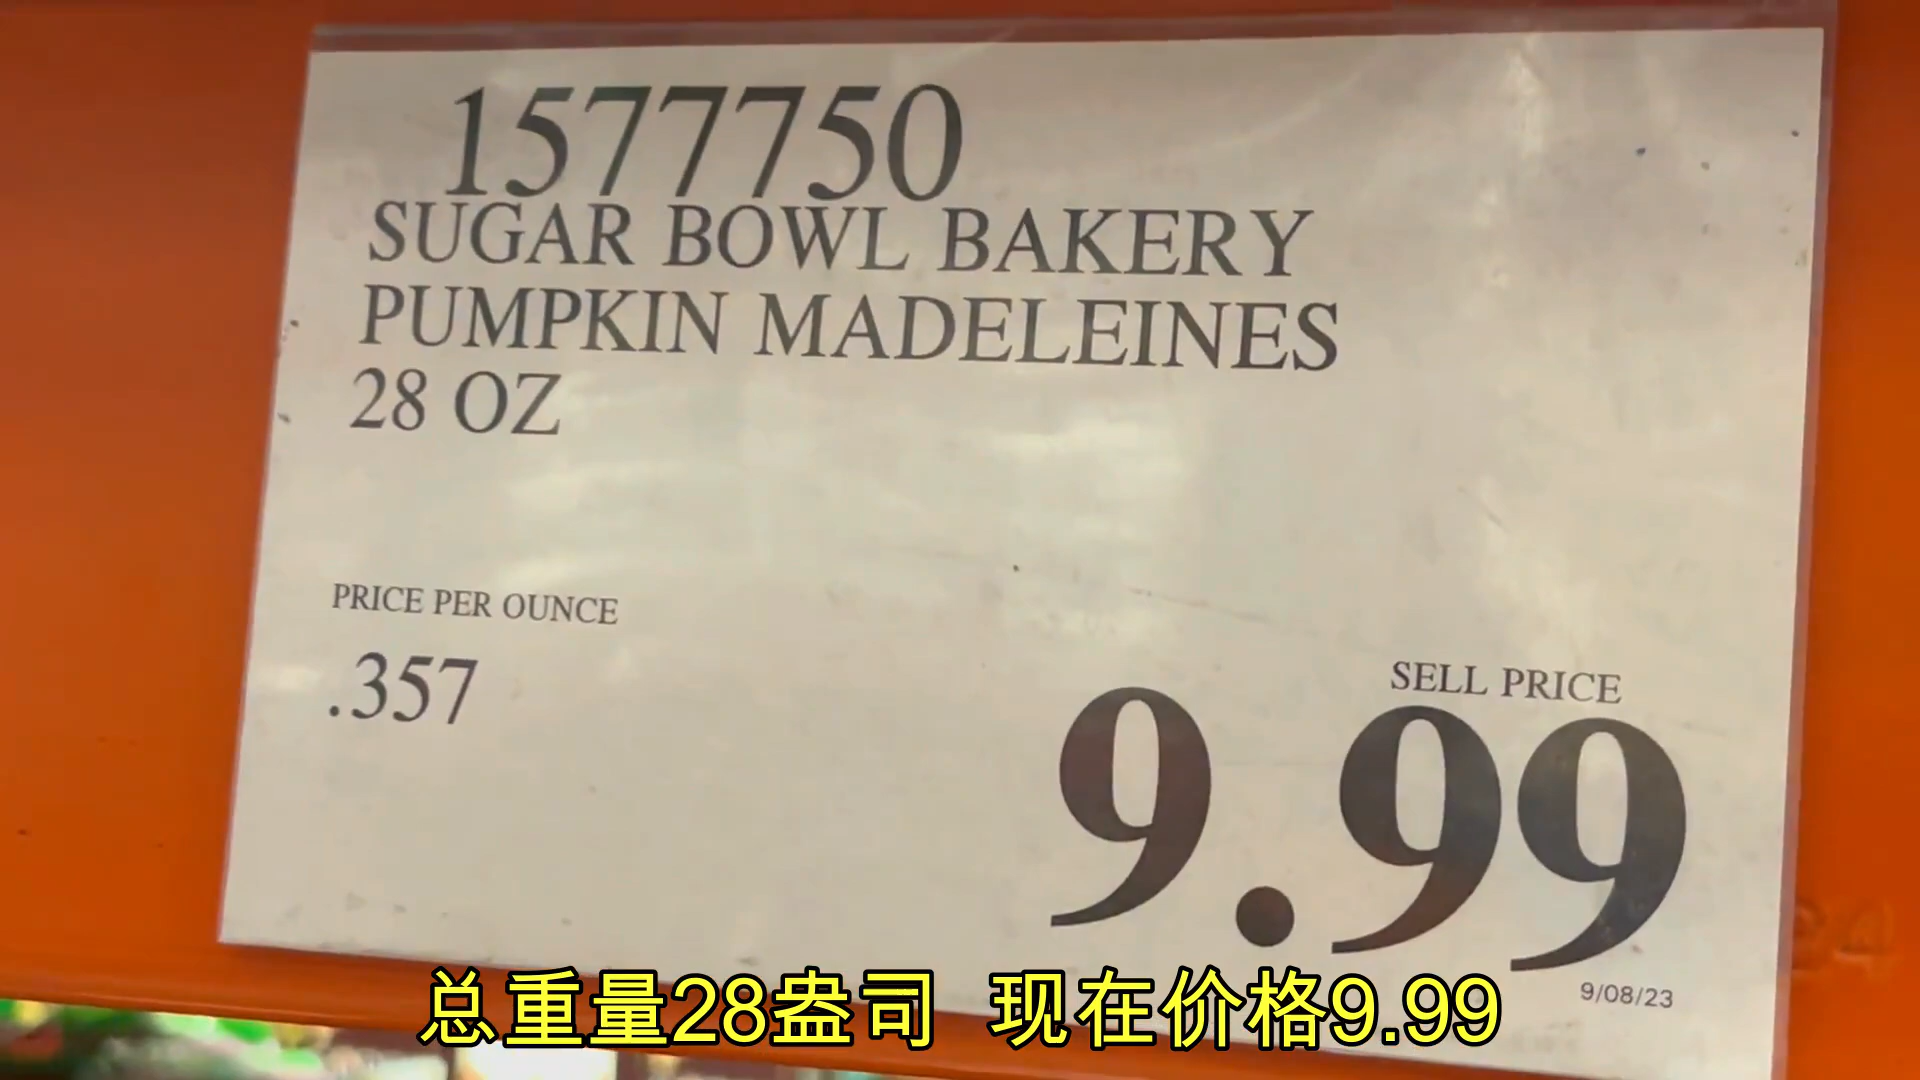 1577750
SUGAR BOWL BAKERY
PUMPKIN MADELEINES
28 OZ
PRICE PER OUNCE
.357
SELL PRICE
9.99
9/08/23
总重量28盎司 现在价格9.99